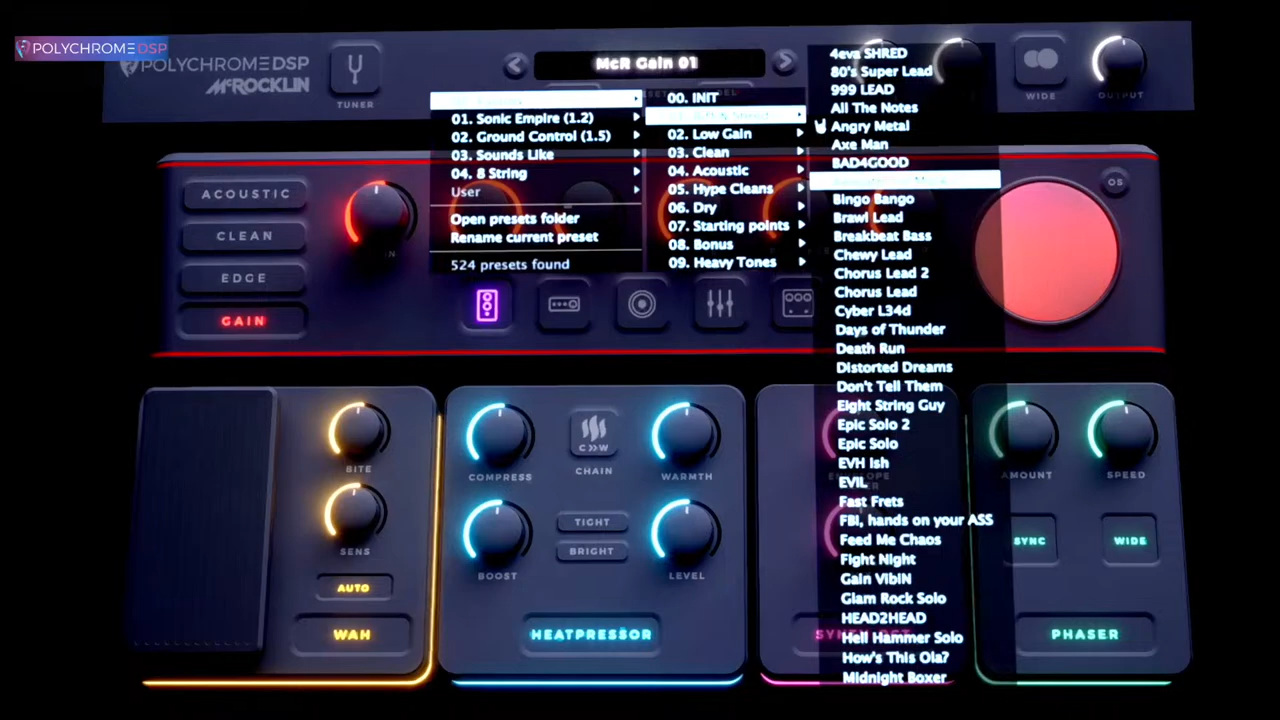 POLYCHROMEDSP
POLYCHROMEDSP
McROCKLIN
TUNER
McR Gain 01
WIDE
OUTPUT
ACOUSTIC
CLEAN
EDGE
GAIN
01. Sonic Empire (1.2)
02. Ground Control (1.5)
03. Sounds Like
04. 8 String
User
Open presets folder
Rename current preset
524 presets found
00. INIT
02. Low Gain
03. Clean
04. Acoustic
05. Hype Cleans
06. Dry
07. Starting points
08. Bonus
09. Heavy Tones
4eva SHRED
80's Super Lead
999 LEAD
All The Notes
Angry Metal
Axe Man
BAD4GOOD
Bingo Bango
Brawl Lead
Breakbeat Bass
Chewy Lead
Chorus Lead 2
Chorus Lead
Cyber L34d
Days of Thunder
Death Run
Distorted Dreams
Don't Tell Them
Eight String Guy
Epic Solo 2
Epic Solo
EVH Ish
EVIL
Fast Frets
FBI, hands on your ASS
Feed Me Chaos
Fight Night
Gain VibiN
Glam Rock Solo
HEAD2HEAD
Hell Hammer Solo
How's This Ola?
Midnight Boxer
OS
BITE
SENS
AUTO
WAH
COMPRESS
CHAIN
WARMTH
BOOST
TIGHT
BRIGHT
LEVEL
HEATPRESSOR
AMOUNT
SPEED
SYNC
WIDE
PHASER